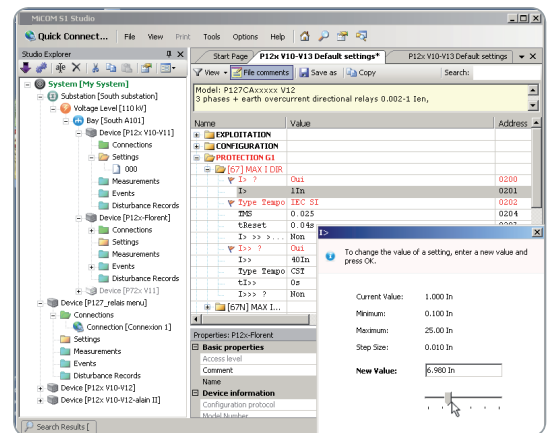 MiCOM S1 Studio
Quick Connect... File View Print Tools Options Help
Studio Explorer
Start Page P12x V10-V13 Default settings* P12x V10-V13 Default settings
View File comments Save as Copy Search:
Model: P127CAxxxxx V12
3 phases + earth overcurrent directional relays 0.002-1 Ien,
System [My System]
Substation [South substation]
Voltage Level [110 kV]
Bay [South A101]
Device [P12x V10-V11]
Connections
Settings
000
Measurements
Events
Disturbance Records
Device [P12x-Florent]
Connections
Settings
Measurements
Events
Disturbance Records
Device [P72x V11]
Device [P127_relais menu]
Connections
Connection [Connexion 1]
Settings
Measurements
Events
Disturbance Records
Device [P12x V10-V12]
Device [P12x V10-V12-alain II]
Search Results [
Name Value Address
EXPLOITATION
CONFIGURATION
PROTECTION G1
[67] MAX I DIR
I> ? Oui 0200
I> 1In 0201
Type Tempo IEC SI 0202
TMS 0.025 0204
tReset 0.04s
I> >> >... Non
I>> ? Oui
I>> 40In
Type Tempo CST
tI>> 0s
I>>> ? Non
[67N] MAX I...
Properties: P12x-Florent
Basic properties
Access level
Comment
Name
Device information
Configuration protocol
Model Number
I>
To change the value of a setting, enter a new value and
press OK.
Current Value: 1.000 In
Minimum: 0.100 In
Maximum: 25.00 In
Step Size: 0.010 In
New Value: 6.980 In